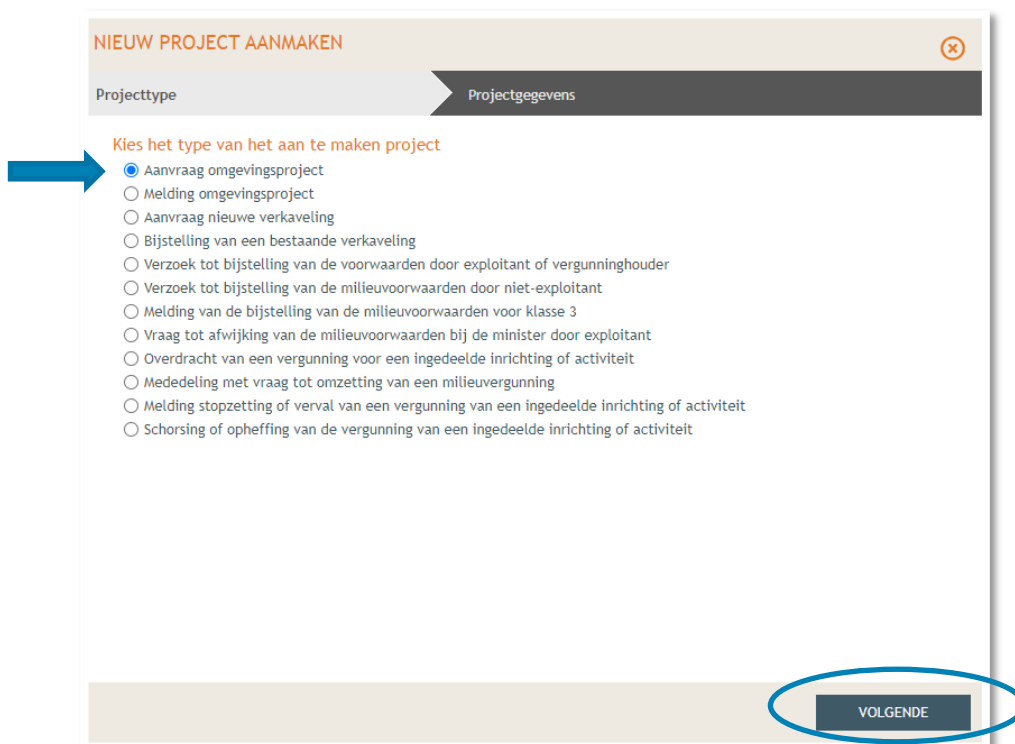 NIEUW PROJECT AANMAKEN
Projecttype
Projectgegevens
Kies het type van het aan te maken project
Aanvraag omgevingsproject
Melding omgevingsproject
Aanvraag nieuwe verkaveling
Bijstelling van een bestaande verkaveling
Verzoek tot bijstelling van de voorwaarden door exploitant of vergunninghouder
Verzoek tot bijstelling van de milieuvoorwaarden door niet-exploitant
Melding van de bijstelling van de milieuvoorwaarden voor klasse 3
Vraag tot afwijking van de milieuvoorwaarden bij de minister door exploitant
Overdracht van een vergunning voor een ingedeelde inrichting of activiteit
Mededeling met vraag tot omzetting van een milieuvergunning
Melding stopzetting of verval van een vergunning van een ingedeelde inrichting of activiteit
Schorsing of opheffing van de vergunning van een ingedeelde inrichting of activiteit
VOLGENDE